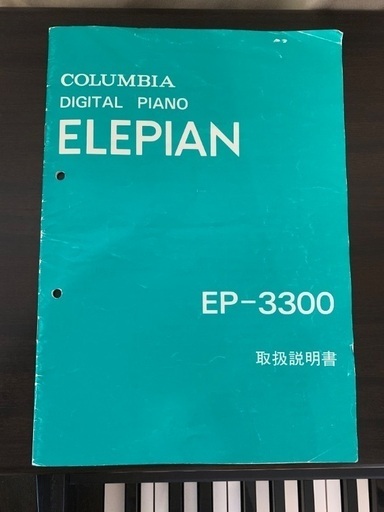 COLUMBIA
DIGITAL PIANO
ELEPIAN
EP-3300
取扱説明書